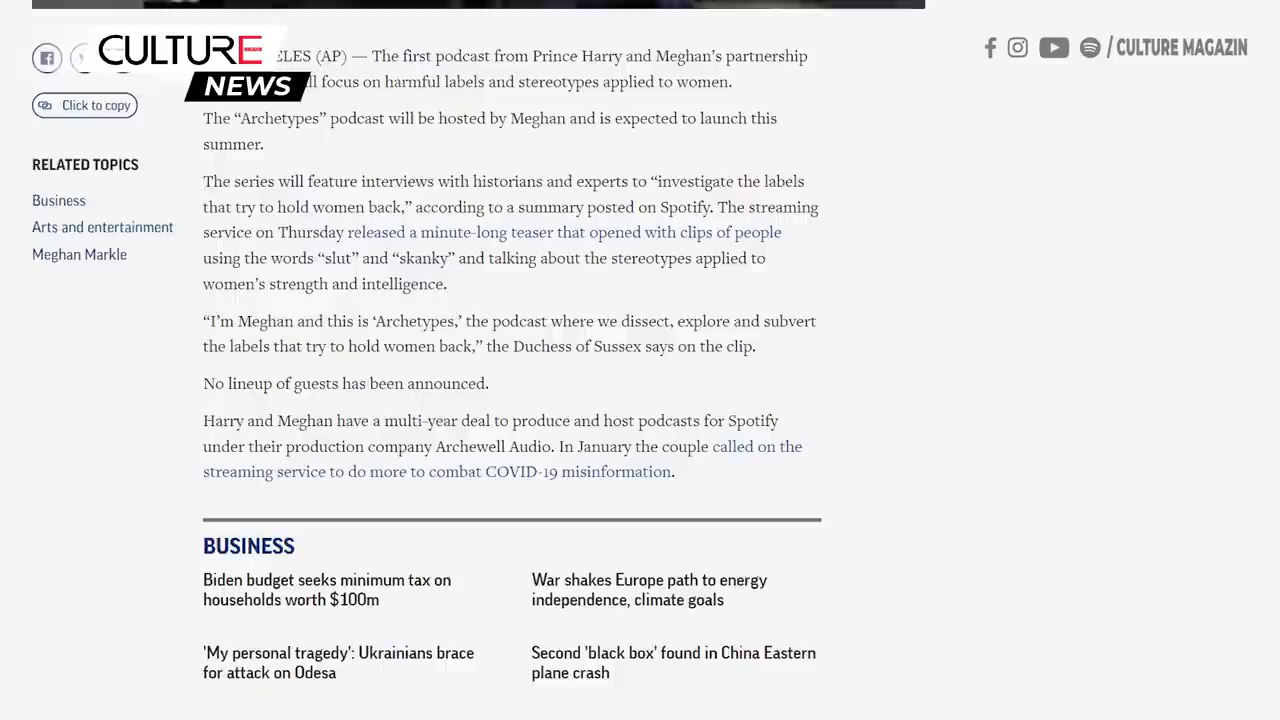 CULTURE
NEWS
/ CULTURE MAGAZIN
ELES (AP) — The first podcast from Prince Harry and Meghan’s partnership
ll focus on harmful labels and stereotypes applied to women.
Click to copy
The “Archetypes” podcast will be hosted by Meghan and is expected to launch this
summer.
RELATED TOPICS
Business
Arts and entertainment
Meghan Markle
The series will feature interviews with historians and experts to “investigate the labels
that try to hold women back,” according to a summary posted on Spotify. The streaming
service on Thursday released a minute-long teaser that opened with clips of people
using the words “slut” and “skanky” and talking about the stereotypes applied to
women’s strength and intelligence.
“I’m Meghan and this is ‘Archetypes,’ the podcast where we dissect, explore and subvert
the labels that try to hold women back,” the Duchess of Sussex says on the clip.
No lineup of guests has been announced.
Harry and Meghan have a multi-year deal to produce and host podcasts for Spotify
under their production company Archewell Audio. In January the couple called on the
streaming service to do more to combat COVID-19 misinformation.
BUSINESS
Biden budget seeks minimum tax on
households worth $100m
War shakes Europe path to energy
independence, climate goals
'My personal tragedy': Ukrainians brace
for attack on Odesa
Second 'black box' found in China Eastern
plane crash